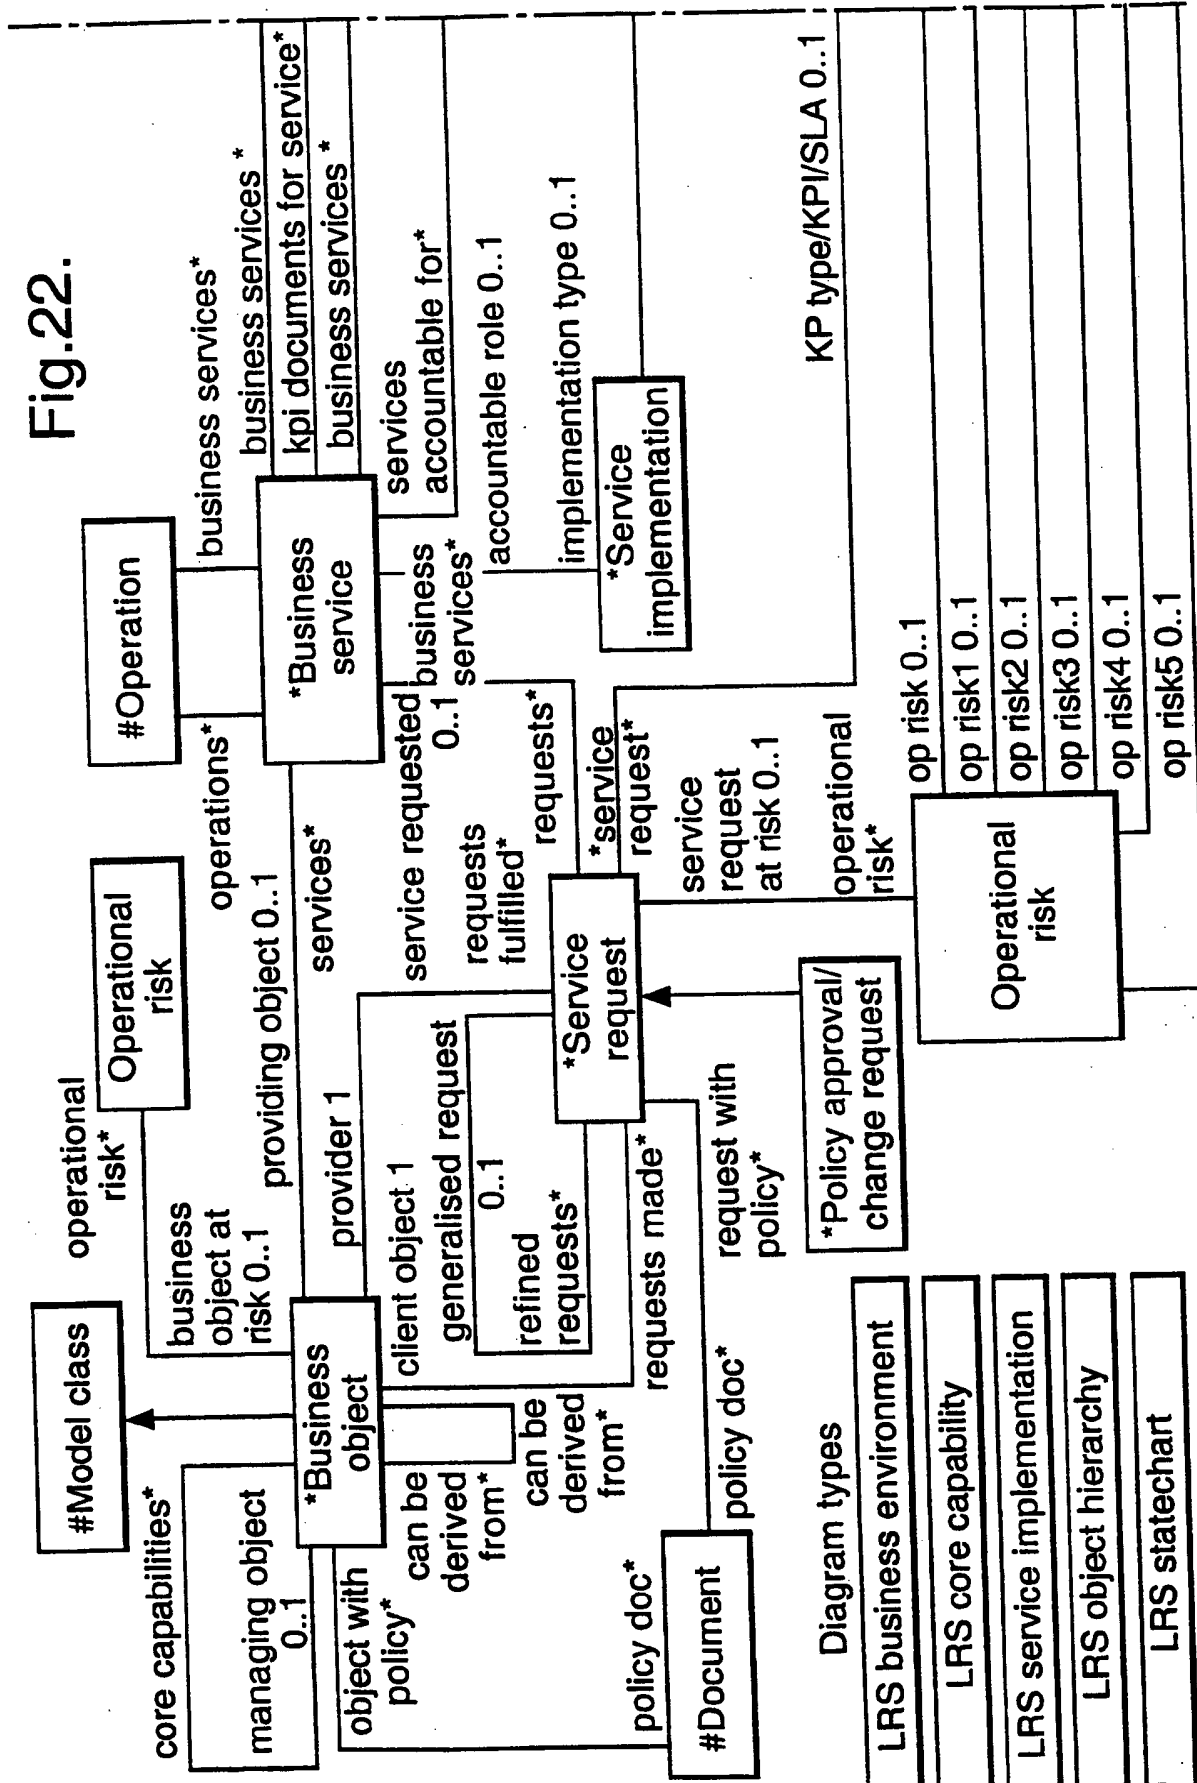 Fig.22.
#Model class
core capabilities*
managing object
0..1
operational
risk*
business
object at
risk 0..1
Operational
risk
#Operation
operations*
business services*
*Business
object
providing object 0..1
services*
*Business
service
business services*
kpi documents for service*
business services*
services
accountable for*
object with
policy*
can be
derived
from*
can be
derived
from*
provider 1
client object 1
generalised request
0..1
refined
requests*
requests made*
service requested
0..1
requests
fulfilled*
requests*
business
services*
accountable role 0..1
implementation type 0..1
*Service
implementation
*Service
request
*service
request*
KP type/KPI/SLA 0..1
policy doc*
policy doc*
#Document
request with
policy*
service
request
at risk 0..1
operational
risk*
*Policy approval/
change request
Operational
risk
op risk 0..1
op risk1 0..1
op risk2 0..1
op risk3 0..1
op risk4 0..1
op risk5 0..1
Diagram types
LRS business environment
LRS core capability
LRS service implementation
LRS object hierarchy
LRS statechart